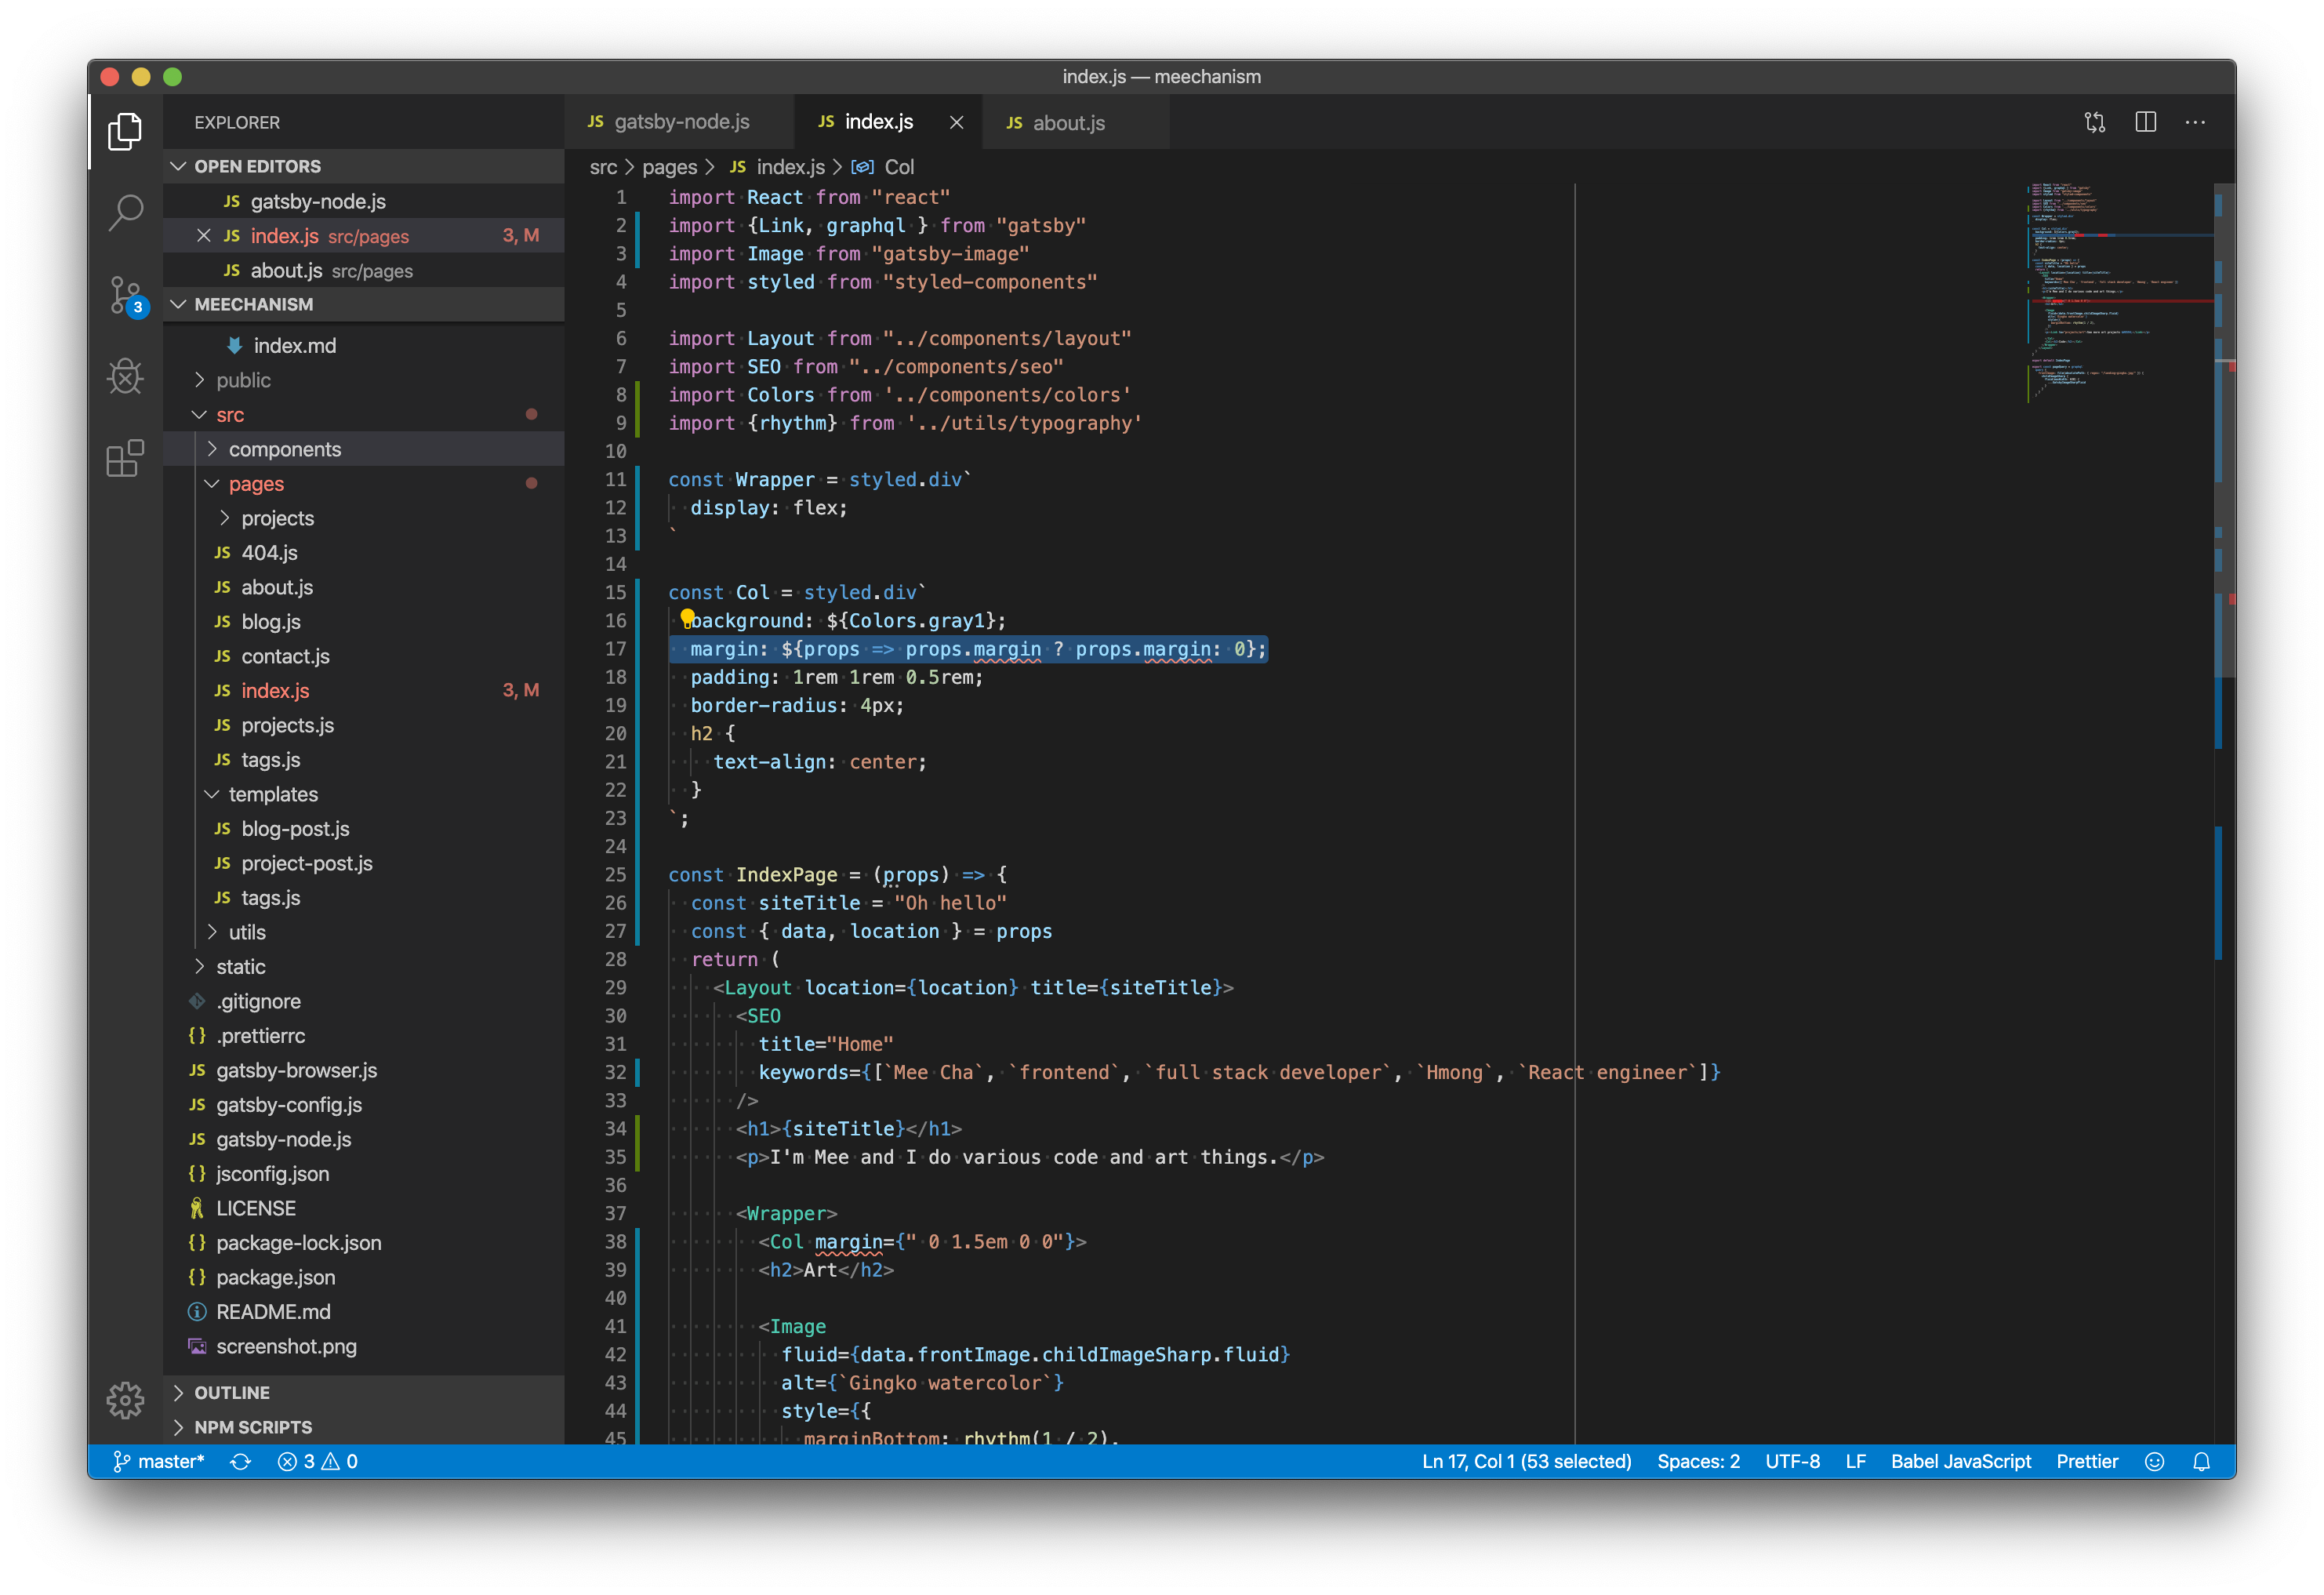 index.js — meechanism
EXPLORER
OPEN EDITORS
JS gatsby-node.js
JS index.js src/pages 3, M
JS about.js src/pages
3
MEECHANISM
index.md
public
src
components
pages
projects
JS 404.js
JS about.js
JS blog.js
JS contact.js
JS index.js 3, M
JS projects.js
JS tags.js
templates
JS blog-post.js
JS project-post.js
JS tags.js
utils
static
.gitignore
{} .prettierrc
JS gatsby-browser.js
JS gatsby-config.js
JS gatsby-node.js
{} jsconfig.json
LICENSE
{} package-lock.json
{} package.json
README.md
screenshot.png
OUTLINE
NPM SCRIPTS
JS gatsby-node.js JS index.js JS about.js
src > pages > JS index.js > Col
1 import React from "react"
2 import {Link, graphql } from "gatsby"
3 import Image from "gatsby-image"
4 import styled from "styled-components"
5
6 import Layout from "../components/layout"
7 import SEO from "../components/seo"
8 import Colors from '../components/colors'
9 import {rhythm} from '../utils/typography'
10
11 const Wrapper = styled.div`
12   display: flex;
13 `
14
15 const Col = styled.div`
16   background: ${Colors.gray1};
17   margin: ${props => props.margin ? props.margin: 0};
18   padding: 1rem 1rem 0.5rem;
19   border-radius: 4px;
20   h2 {
21     text-align: center;
22   }
23 `;
24
25 const IndexPage = (props) => {
26   const siteTitle = "Oh hello"
27   const { data, location } = props
28   return (
29     <Layout location={location} title={siteTitle}>
30       <SEO
31         title="Home"
32         keywords={[`Mee Cha`, `frontend`, `full stack developer`, `Hmong`, `React engineer`]}
33       />
34       <h1>{siteTitle}</h1>
35       <p>I'm Mee and I do various code and art things.</p>
36
37       <Wrapper>
38         <Col margin={" 0 1.5em 0 0"}>
39         <h2>Art</h2>
40
41         <Image
42           fluid={data.frontImage.childImageSharp.fluid}
43           alt={`Gingko watercolor`}
44           style={{
45             marginBottom: rhythm(1 / 2),
master* 3 0 Ln 17, Col 1 (53 selected) Spaces: 2 UTF-8 LF Babel JavaScript Prettier